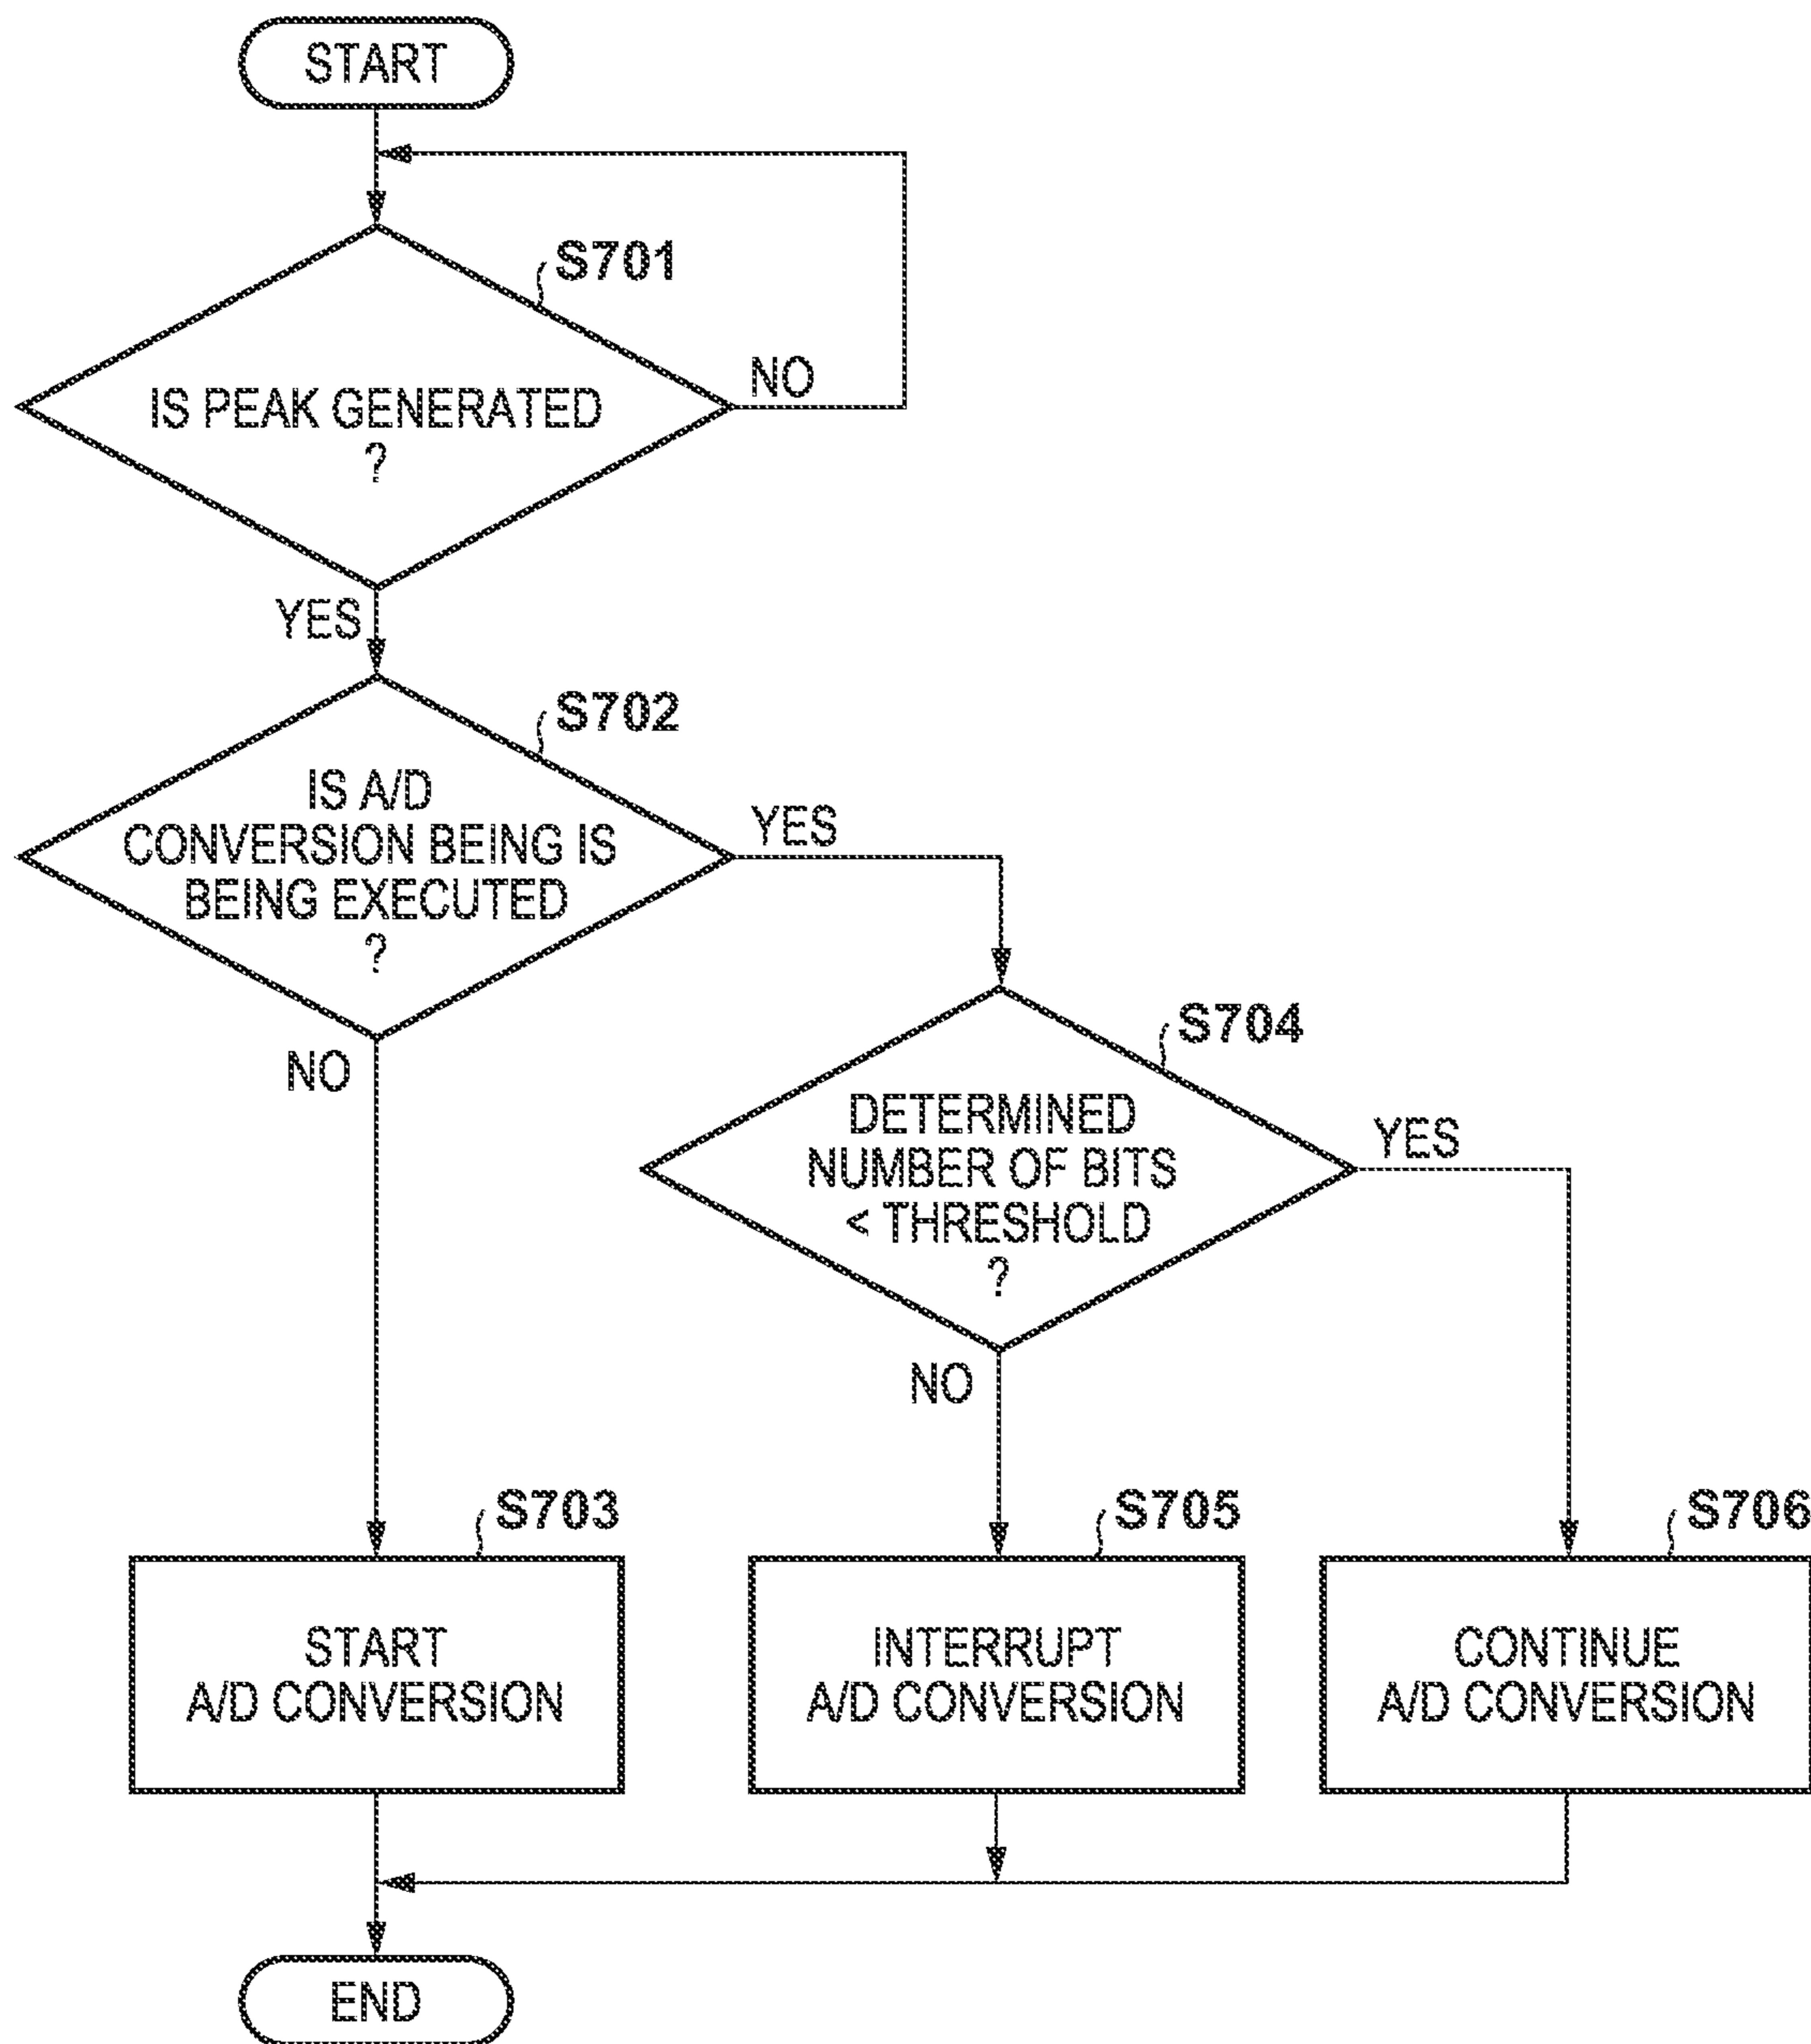 START
S701
IS PEAK GENERATED
?
NO
YES
S702
IS A/D
CONVERSION BEING IS
BEING EXECUTED
?
YES
NO
S704
DETERMINED
NUMBER OF BITS
< THRESHOLD
?
YES
NO
S703
START
A/D CONVERSION
S705
INTERRUPT
A/D CONVERSION
S706
CONTINUE
A/D CONVERSION
END